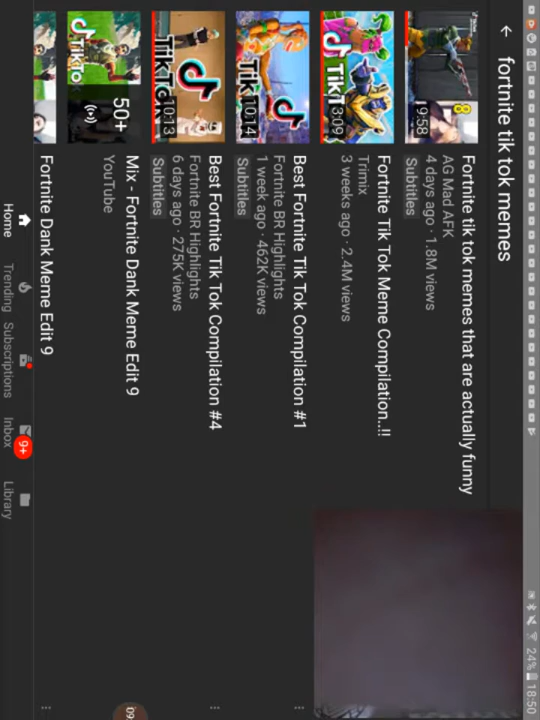 24% 18:50
fortnite tik tok memes
8
9:58
Fortnite tik tok memes that are actually funny
AG Mad AFK
4 days ago · 1.8M views
Subtitles
Tik
3:09
Fortnite Tik Tok Meme Compilation..!!
Trimix
3 weeks ago · 2.4M views
Tik
10:14
Best Fortnite Tik Tok Compilation #1
Fortnite BR Highlights
1 week ago · 462K views
Subtitles
10:13
Best Fortnite Tik Tok Compilation #4
Fortnite BR Highlights
6 days ago · 275K views
Subtitles
TikTo
50+
Mix - Fortnite Dank Meme Edit 9
YouTube
Fortnite Dank Meme Edit 9
09
Home
Trending
Subscriptions
9+
Inbox
Library